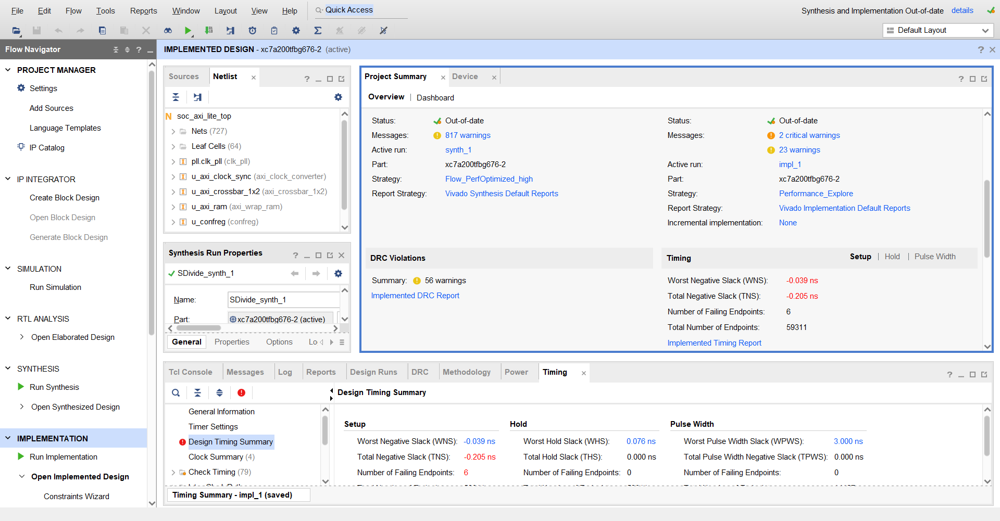 File Edit Flow Tools Reports Window Layout View Help Quick Access
Synthesis and Implementation Out-of-date details
Default Layout
Flow Navigator
IMPLEMENTED DESIGN - xc7a200tfbg676-2 (active)
PROJECT MANAGER
Settings
Add Sources
Language Templates
IP Catalog
IP INTEGRATOR
Create Block Design
Open Block Design
Generate Block Design
SIMULATION
Run Simulation
RTL ANALYSIS
Open Elaborated Design
SYNTHESIS
Run Synthesis
Open Synthesized Design
IMPLEMENTATION
Run Implementation
Open Implemented Design
Constraints Wizard
Sources Netlist
N soc_axi_lite_top
Nets (727)
Leaf Cells (64)
pll.clk_pll (clk_pll)
u_axi_clock_sync (axi_clock_converter)
u_axi_crossbar_1x2 (axi_crossbar_1x2)
u_axi_ram (axi_wrap_ram)
u_confreg (confreg)
Synthesis Run Properties
SDivide_synth_1
Name: SDivide_synth_1
Part: xc7a200tfbg676-2 (active)
General Properties Options Lo
Project Summary Device
Overview | Dashboard
Status: Out-of-date
Messages: 817 warnings
Active run: synth_1
Part: xc7a200tfbg676-2
Strategy: Flow_PerfOptimized_high
Report Strategy: Vivado Synthesis Default Reports
Status: Out-of-date
Messages: 2 critical warnings
23 warnings
Active run: impl_1
Part: xc7a200tfbg676-2
Strategy: Performance_Explore
Report Strategy: Vivado Implementation Default Reports
Incremental implementation: None
DRC Violations
Summary: 56 warnings
Implemented DRC Report
Timing Setup | Hold | Pulse Width
Worst Negative Slack (WNS): -0.039 ns
Total Negative Slack (TNS): -0.205 ns
Number of Failing Endpoints: 6
Total Number of Endpoints: 59311
Implemented Timing Report
Tcl Console Messages Log Reports Design Runs DRC Methodology Power Timing
Design Timing Summary
General Information
Timer Settings
Design Timing Summary
Clock Summary (4)
Check Timing (79)
Timing Summary - impl_1 (saved)
Setup Hold Pulse Width
Worst Negative Slack (WNS): -0.039 ns Worst Hold Slack (WHS): 0.076 ns Worst Pulse Width Slack (WPWS): 3.000 ns
Total Negative Slack (TNS): -0.205 ns Total Hold Slack (THS): 0.000 ns Total Pulse Width Negative Slack (TPWS): 0.000 ns
Number of Failing Endpoints: 6 Number of Failing Endpoints: 0 Number of Failing Endpoints: 0